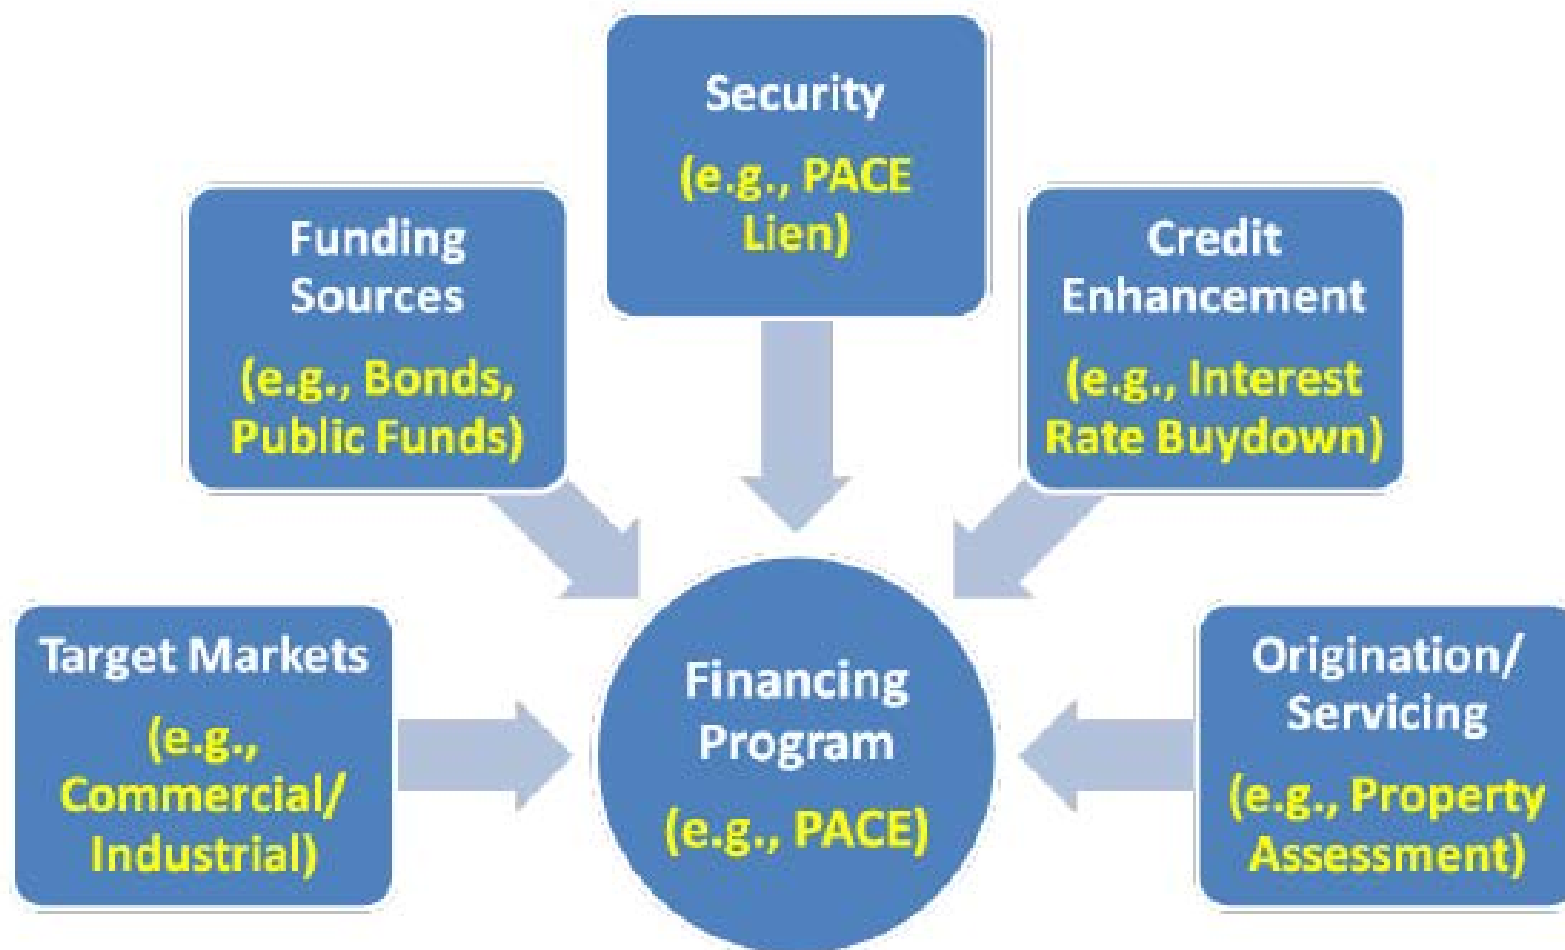 Security
(e.g., PACE
Lien)
Funding
Sources
(e.g., Bonds,
Public Funds)
Credit
Enhancement
(e.g., Interest
Rate Buydown)
Target Markets
(e.g.,
Commercial/
Industrial)
Financing
Program
(e.g., PACE)
Origination/
Servicing
(e.g., Property
Assessment)